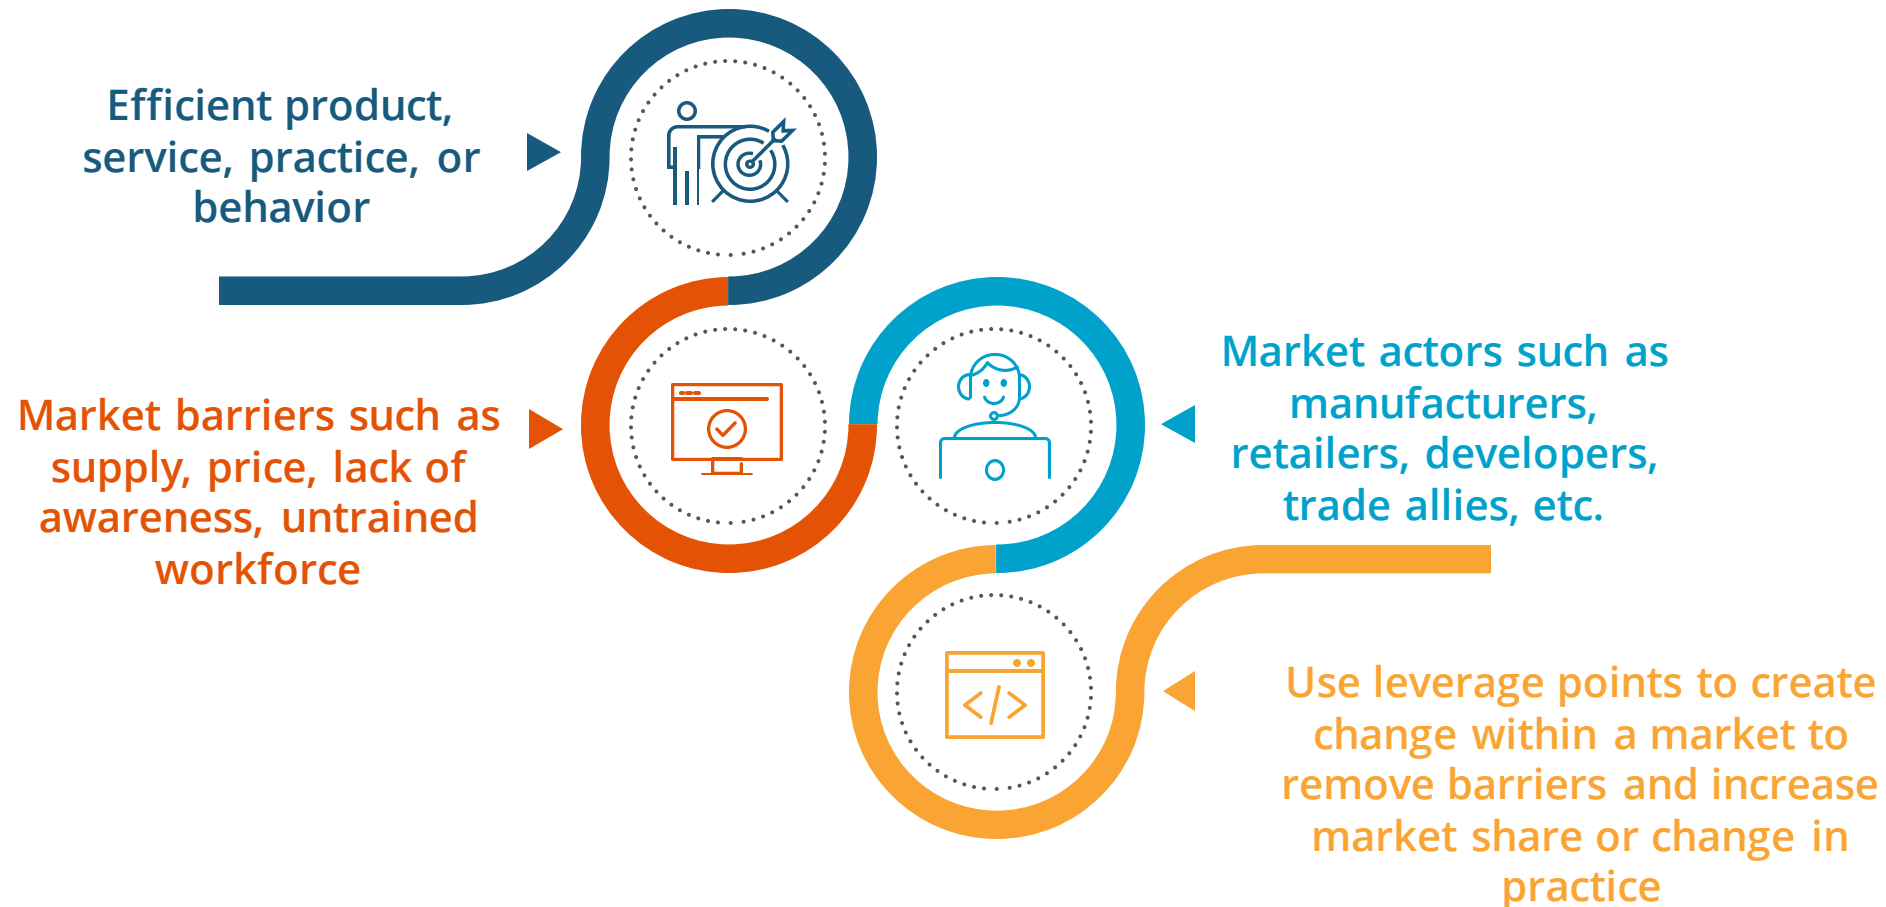 Efficient product,
service, practice, or
behavior
Market barriers such as
supply, price, lack of
awareness, untrained
workforce
Market actors such as
manufacturers,
retailers, developers,
trade allies, etc.
Use leverage points to create
change within a market to
remove barriers and increase
market share or change in
practice